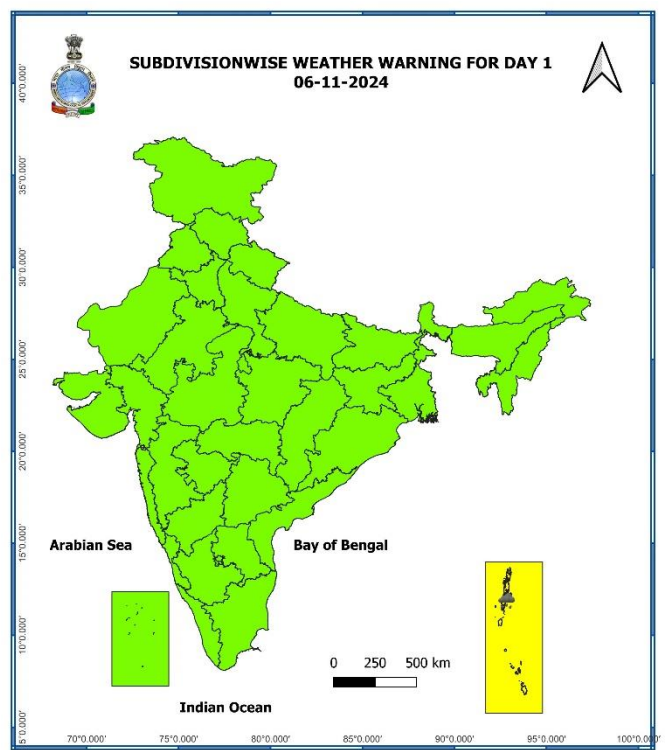 SUBDIVISIONWISE WEATHER WARNING FOR DAY 1
06-11-2024
40°0.000'
35°0.000'
30°0.000'
25°0.000'
20°0.000'
15°0.000'
10°0.000'
5°0.000'
Arabian Sea
Bay of Bengal
0 250 500 km
Indian Ocean
70°0.000' 75°0.000' 80°0.000' 85°0.000' 90°0.000' 95°0.000' 100°0.000'